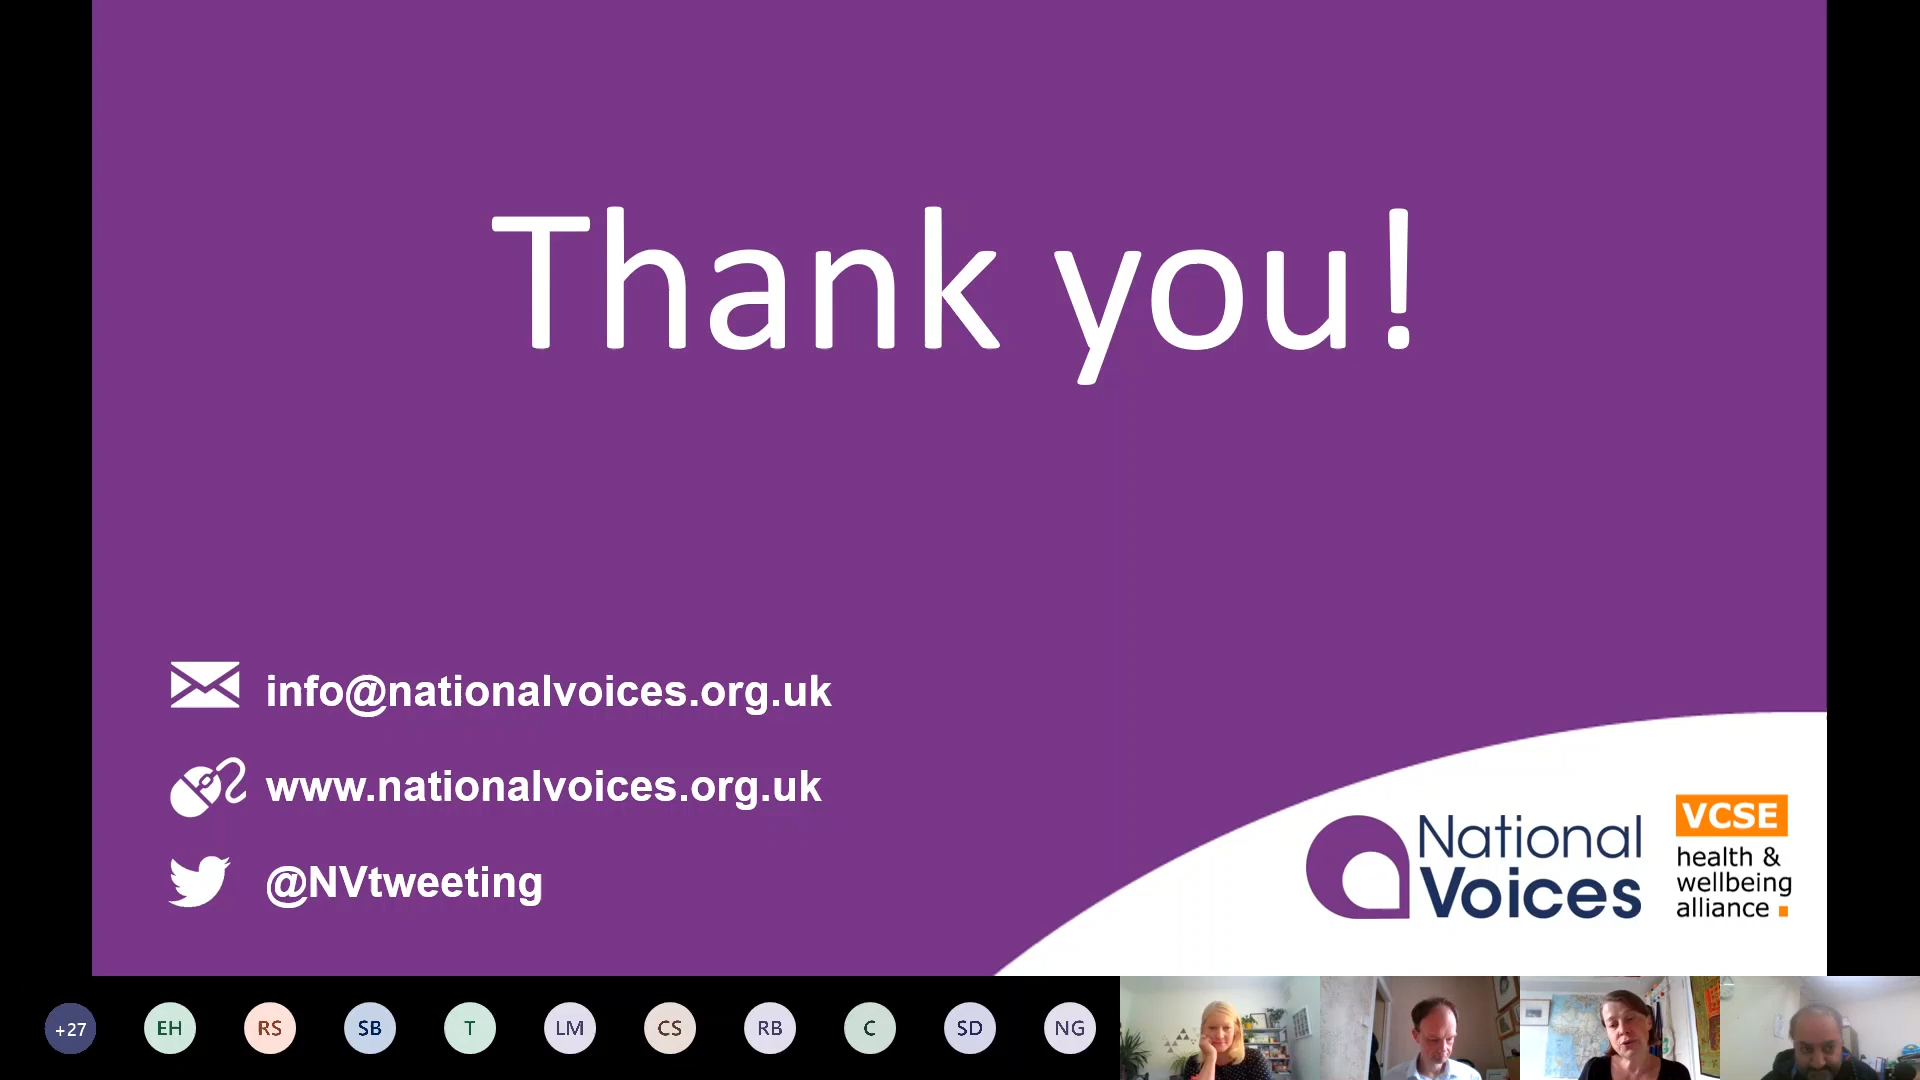 Thank you!
info@nationalvoices.org.uk
www.nationalvoices.org.uk
@NVtweeting
National
Voices
VCSE
health &
wellbeing
alliance
+27
EH
RS
SB
T
LM
CS
RB
C
SD
NG